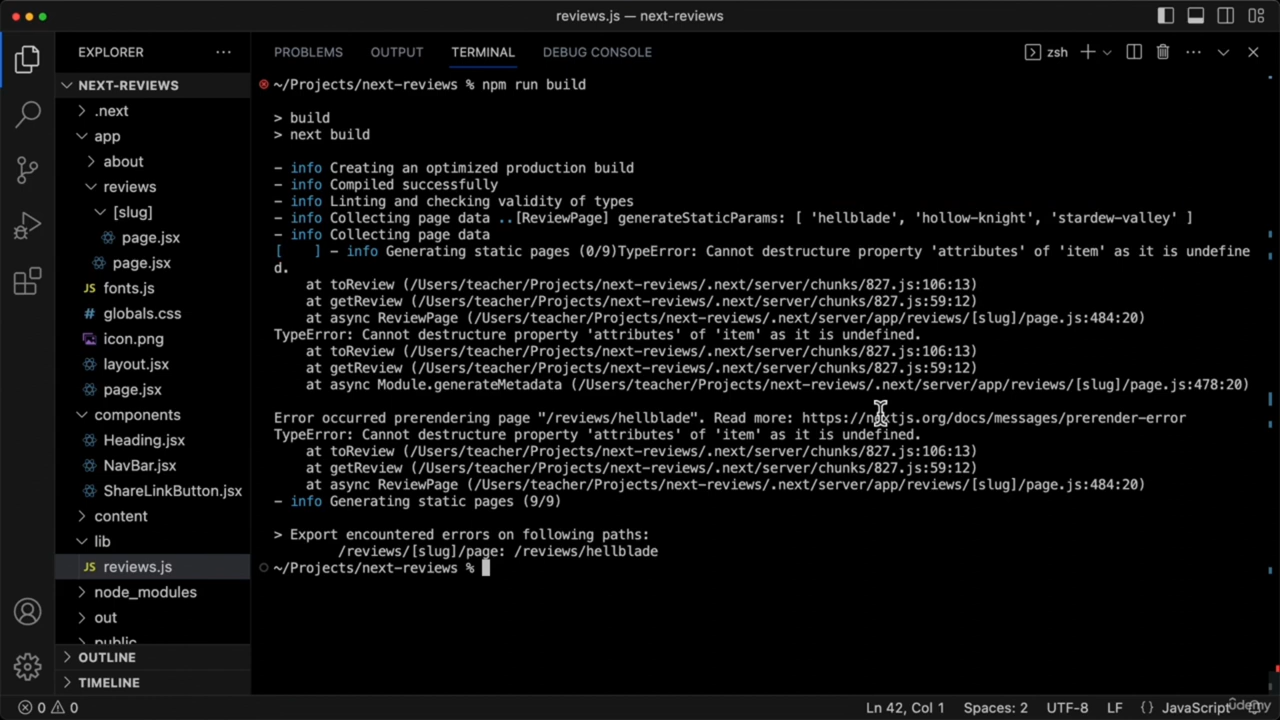 reviews.js — next-reviews
EXPLORER
NEXT-REVIEWS
.next
app
about
reviews
[slug]
page.jsx
page.jsx
fonts.js
globals.css
icon.png
layout.jsx
page.jsx
components
Heading.jsx
NavBar.jsx
ShareLinkButton.jsx
content
lib
reviews.js
node_modules
out
public
OUTLINE
TIMELINE
PROBLEMS OUTPUT TERMINAL DEBUG CONSOLE zsh
~/Projects/next-reviews % npm run build
> build
> next build
- info Creating an optimized production build
- info Compiled successfully
- info Linting and checking validity of types
- info Collecting page data ..[ReviewPage] generateStaticParams: [ 'hellblade', 'hollow-knight', 'stardew-valley' ]
- info Collecting page data
[    ] - info Generating static pages (0/9)TypeError: Cannot destructure property 'attributes' of 'item' as it is undefine
d.
at toReview (/Users/teacher/Projects/next-reviews/.next/server/chunks/827.js:106:13)
at getReview (/Users/teacher/Projects/next-reviews/.next/server/chunks/827.js:59:12)
at async ReviewPage (/Users/teacher/Projects/next-reviews/.next/server/app/reviews/[slug]/page.js:484:20)
TypeError: Cannot destructure property 'attributes' of 'item' as it is undefined.
at toReview (/Users/teacher/Projects/next-reviews/.next/server/chunks/827.js:106:13)
at getReview (/Users/teacher/Projects/next-reviews/.next/server/chunks/827.js:59:12)
at async Module.generateMetadata (/Users/teacher/Projects/next-reviews/.next/server/app/reviews/[slug]/page.js:478:20)
Error occurred prerendering page "/reviews/hellblade". Read more: https://nextjs.org/docs/messages/prerender-error
TypeError: Cannot destructure property 'attributes' of 'item' as it is undefined.
at toReview (/Users/teacher/Projects/next-reviews/.next/server/chunks/827.js:106:13)
at getReview (/Users/teacher/Projects/next-reviews/.next/server/chunks/827.js:59:12)
at async ReviewPage (/Users/teacher/Projects/next-reviews/.next/server/app/reviews/[slug]/page.js:484:20)
- info Generating static pages (9/9)
> Export encountered errors on following paths:
/reviews/[slug]/page: /reviews/hellblade
~/Projects/next-reviews %
0 0 Ln 42, Col 1 Spaces: 2 UTF-8 LF {} JavaScript
udemy